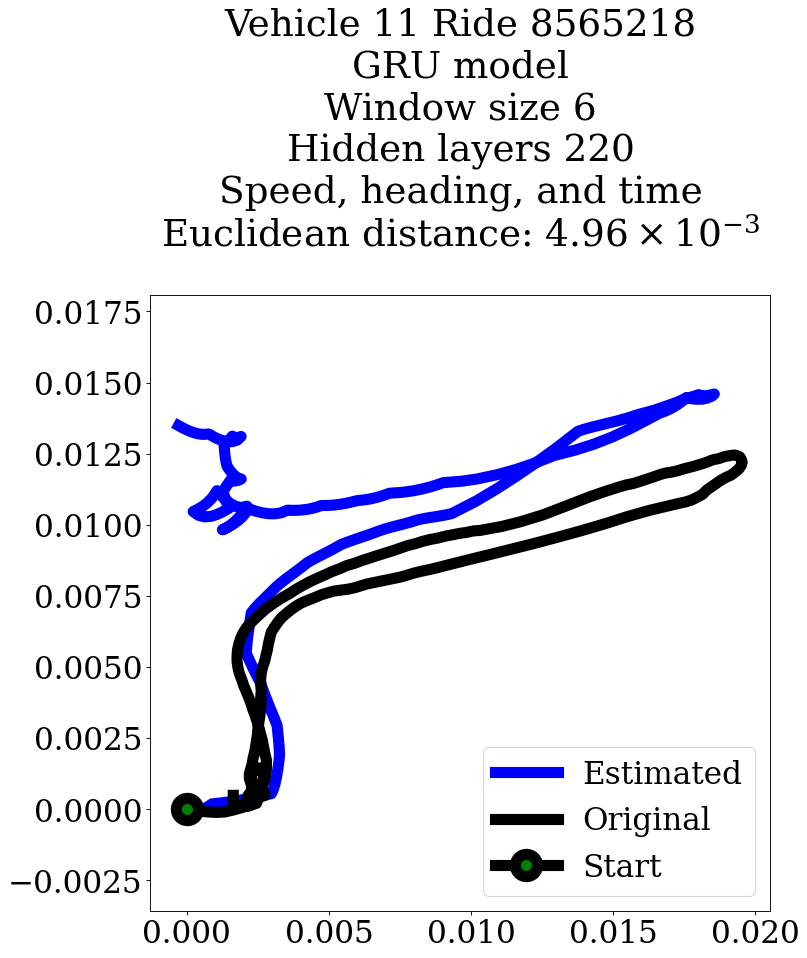 Vehicle 11 Ride 8565218
GRU model
Window size 6
Hidden layers 220
Speed, heading, and time
Euclidean distance: 4.96 × 10⁻³
0.0175
0.0150
0.0125
0.0100
0.0075
0.0050
0.0025
0.0000
−0.0025
Estimated
Original
Start
0.000 0.005 0.010 0.015 0.020